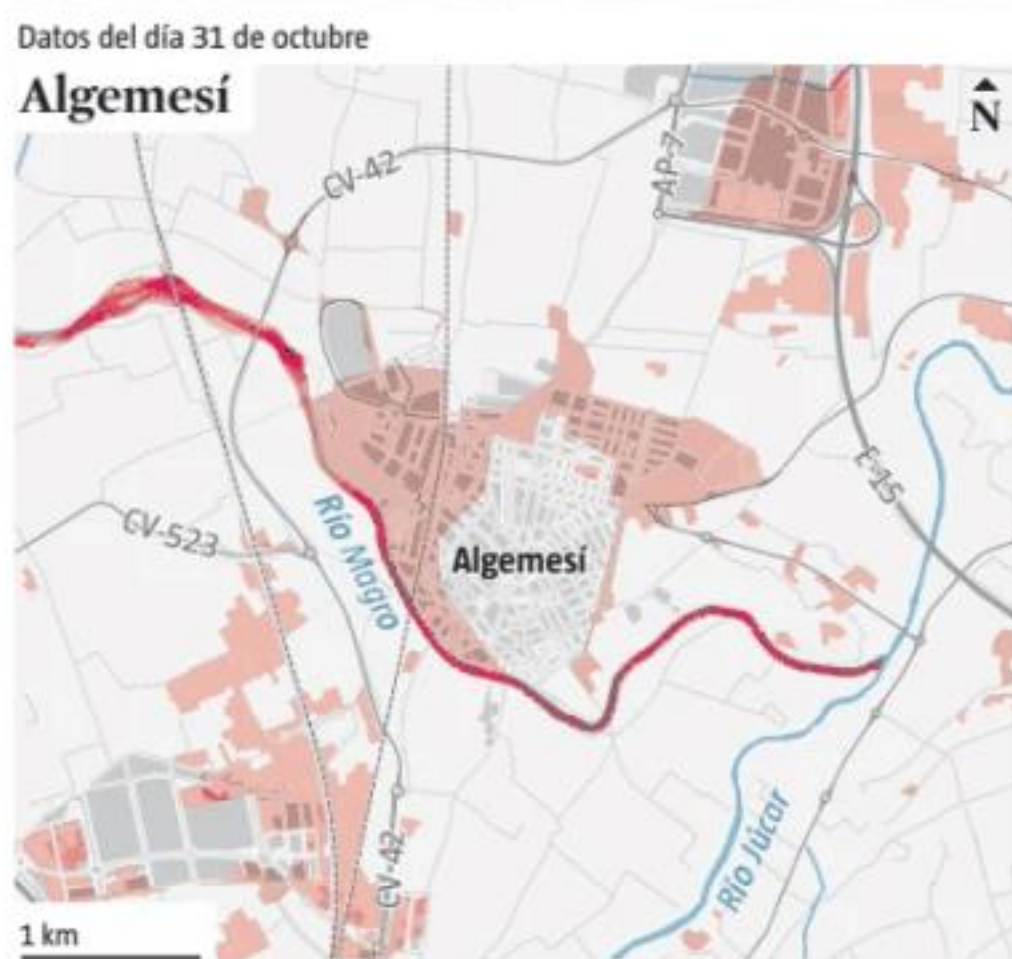 Datos del día 31 de octubre
Algemesí
N
CV-42
AP-7
E-15
CV-523
Río Magro
Algemesí
Río Júcar
CV-42
1 km